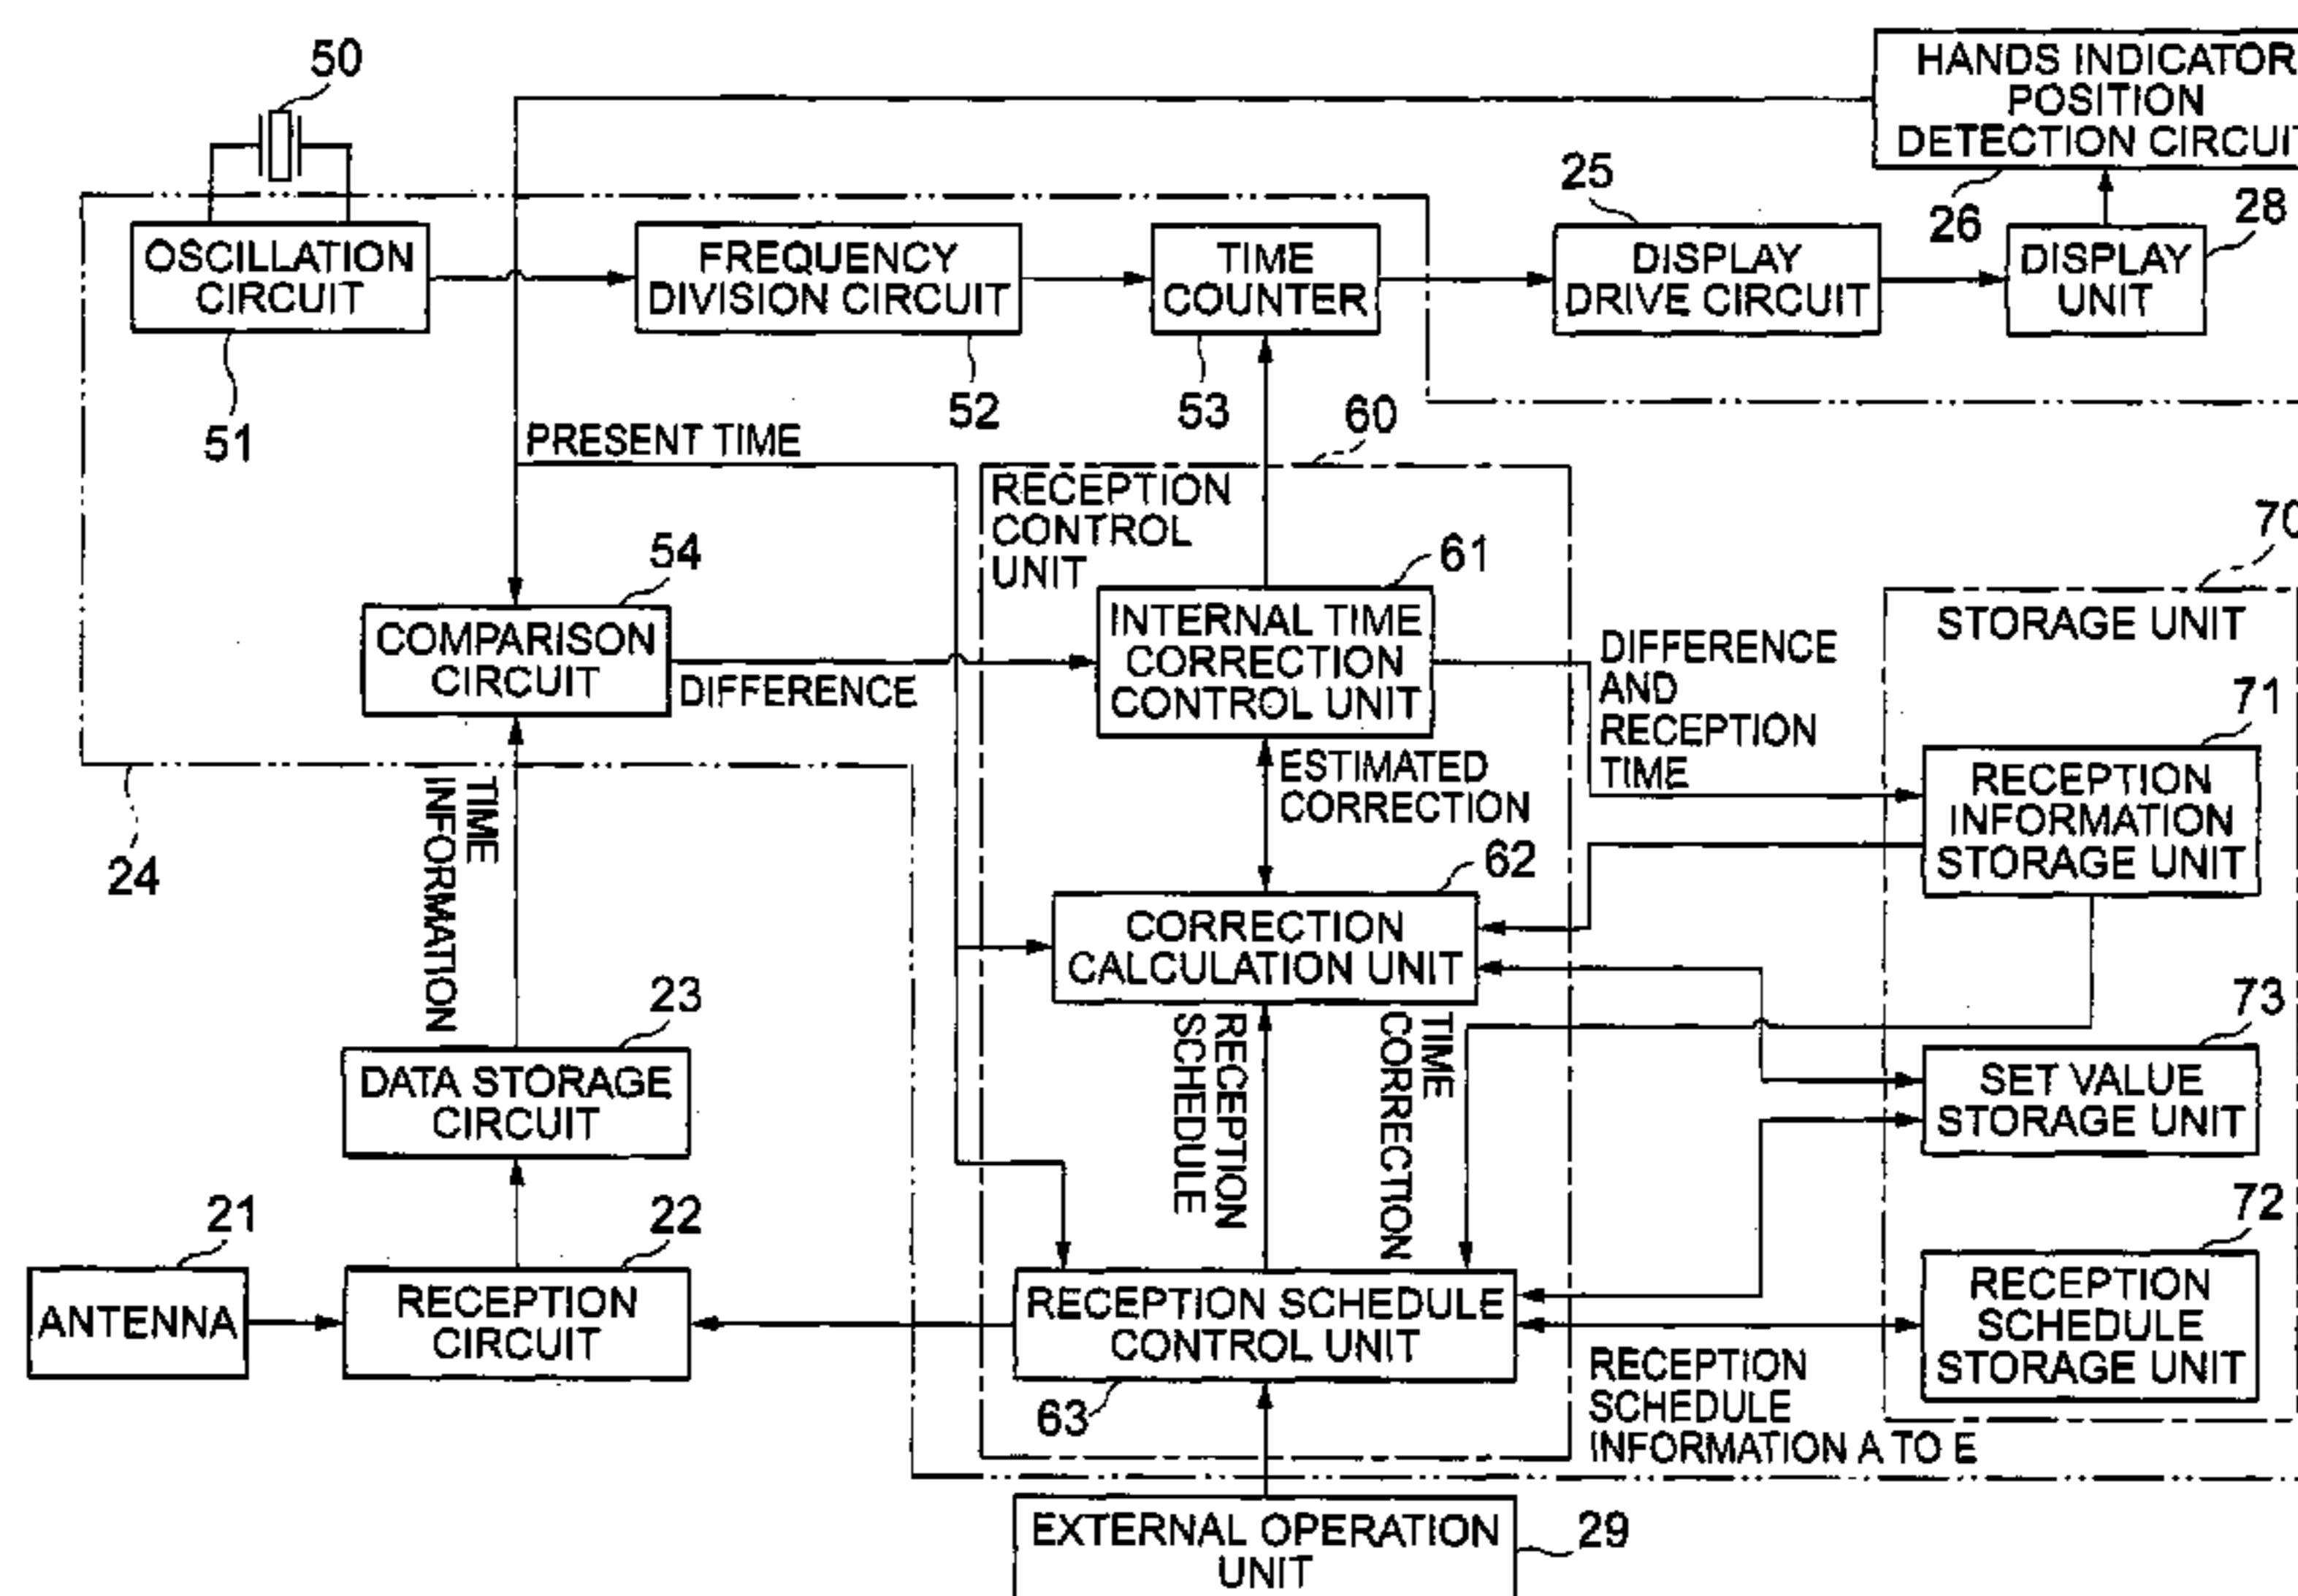 50
HANDS INDICATOR
POSITION
DETECTION CIRCUIT
25
26
28
OSCILLATION
CIRCUIT
FREQUENCY
DIVISION CIRCUIT
TIME
COUNTER
DISPLAY
DRIVE CIRCUIT
DISPLAY
UNIT
51
52
53
60
PRESENT TIME
RECEPTION
CONTROL
UNIT
54
61
70
COMPARISON
CIRCUIT
DIFFERENCE
INTERNAL TIME
CORRECTION
CONTROL UNIT
DIFFERENCE
AND
RECEPTION
TIME
STORAGE UNIT
71
RECEPTION
INFORMATION
STORAGE UNIT
ESTIMATED
CORRECTION
24
TIME
INFORMATION
62
CORRECTION
CALCULATION UNIT
23
DATA STORAGE
CIRCUIT
RECEPTION
SCHEDULE
TIME
CORRECTION
73
SET VALUE
STORAGE UNIT
21
ANTENNA
22
RECEPTION
CIRCUIT
RECEPTION SCHEDULE
CONTROL UNIT
63
72
RECEPTION
SCHEDULE
STORAGE UNIT
RECEPTION
SCHEDULE
INFORMATION A TO E
EXTERNAL OPERATION
UNIT
29